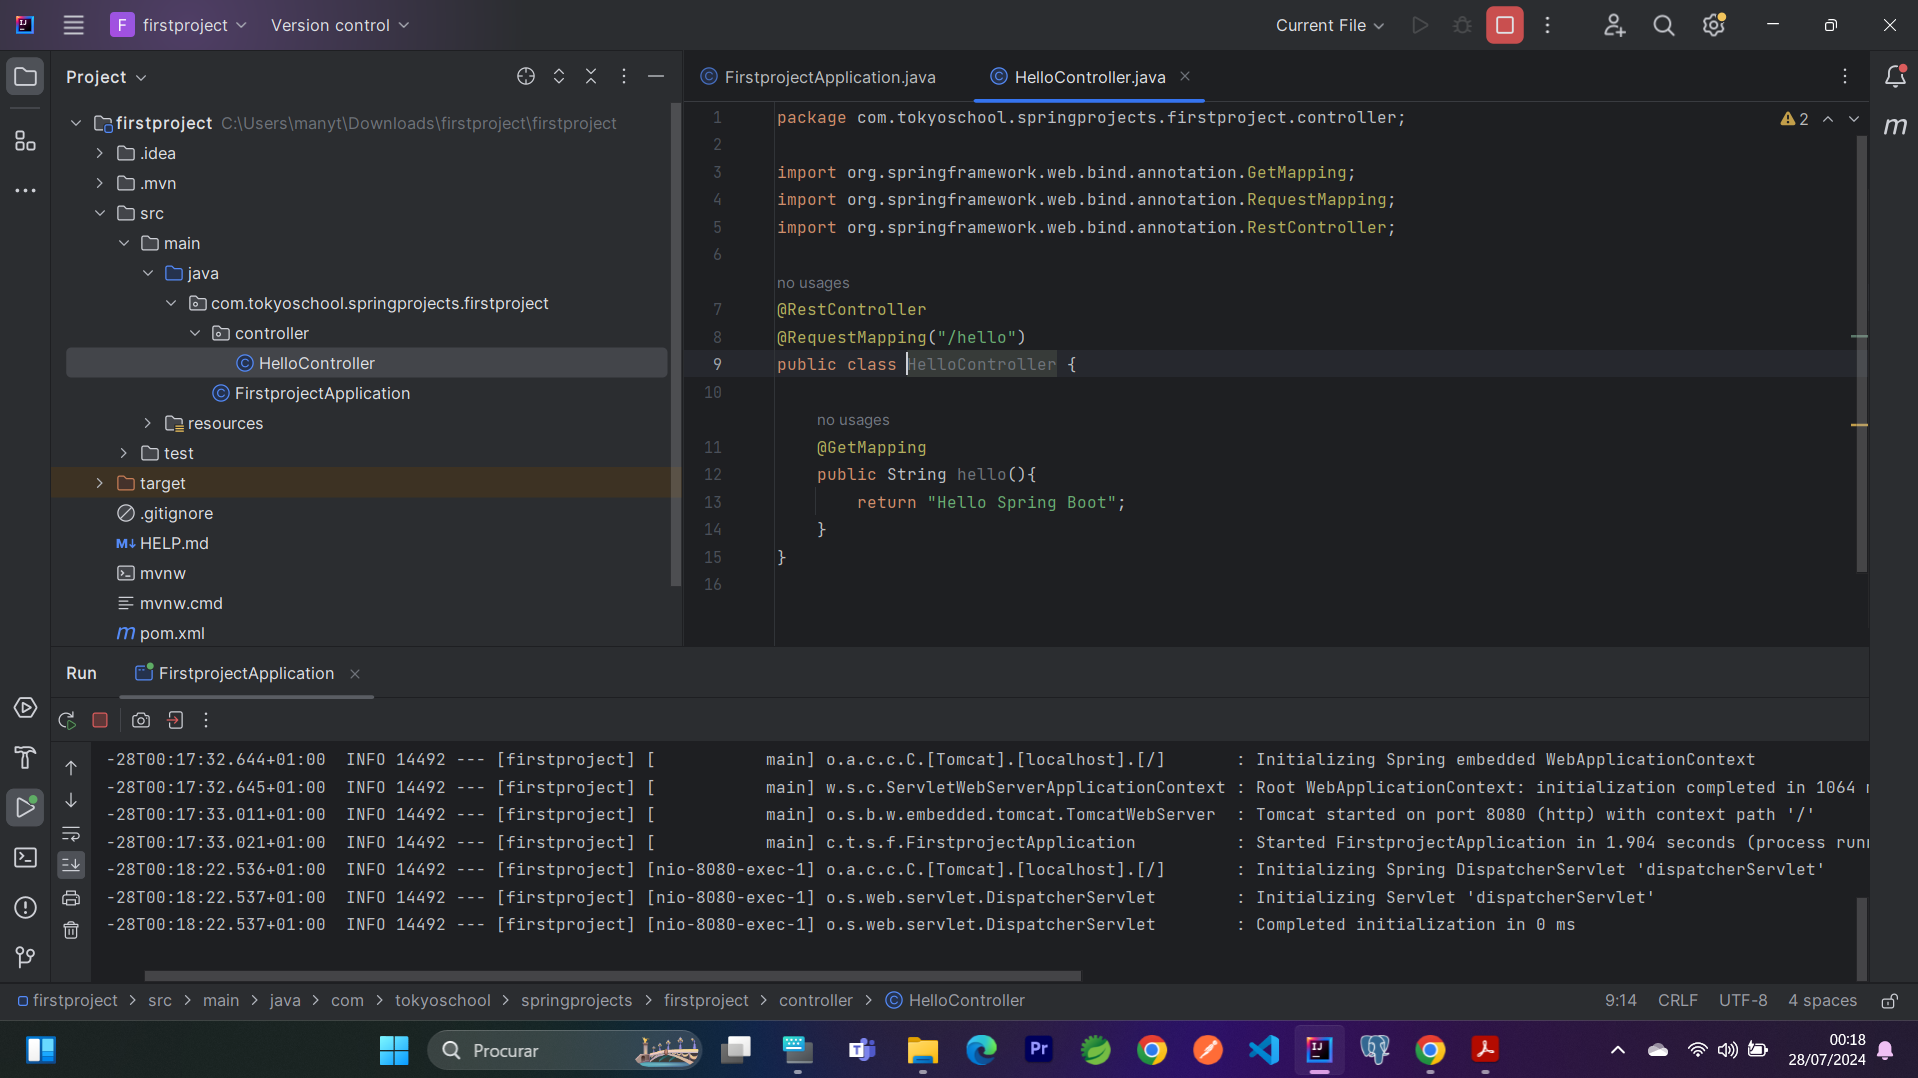 F firstproject Version control Current File
Project
FirstprojectApplication.java HelloController.java
firstproject C:\Users\manyt\Downloads\firstproject\firstproject
.idea
.mvn
src
main
java
com.tokyoschool.springprojects.firstproject
controller
HelloController
FirstprojectApplication
resources
test
target
.gitignore
M↓ HELP.md
mvnw
mvnw.cmd
m pom.xml
2
m
1 package com.tokyoschool.springprojects.firstproject.controller;
2
3 import org.springframework.web.bind.annotation.GetMapping;
4 import org.springframework.web.bind.annotation.RequestMapping;
5 import org.springframework.web.bind.annotation.RestController;
6
no usages
7 @RestController
8 @RequestMapping("/hello")
9 public class HelloController {
10
no usages
11 @GetMapping
12 public String hello(){
13 return "Hello Spring Boot";
14 }
15 }
16
Run FirstprojectApplication
-28T00:17:32.644+01:00 INFO 14492 --- [firstproject] [ main] o.a.c.c.C.[Tomcat].[localhost].[/] : Initializing Spring embedded WebApplicationContext
-28T00:17:32.645+01:00 INFO 14492 --- [firstproject] [ main] w.s.c.ServletWebServerApplicationContext : Root WebApplicationContext: initialization completed in 1064
-28T00:17:33.011+01:00 INFO 14492 --- [firstproject] [ main] o.s.b.w.embedded.tomcat.TomcatWebServer : Tomcat started on port 8080 (http) with context path '/'
-28T00:17:33.021+01:00 INFO 14492 --- [firstproject] [ main] c.t.s.f.FirstprojectApplication : Started FirstprojectApplication in 1.904 seconds (process run
-28T00:18:22.536+01:00 INFO 14492 --- [firstproject] [nio-8080-exec-1] o.a.c.c.C.[Tomcat].[localhost].[/] : Initializing Spring DispatcherServlet 'dispatcherServlet'
-28T00:18:22.537+01:00 INFO 14492 --- [firstproject] [nio-8080-exec-1] o.s.web.servlet.DispatcherServlet : Initializing Servlet 'dispatcherServlet'
-28T00:18:22.537+01:00 INFO 14492 --- [firstproject] [nio-8080-exec-1] o.s.web.servlet.DispatcherServlet : Completed initialization in 0 ms
firstproject > src > main > java > com > tokyoschool > springprojects > firstproject > controller > HelloController 9:14 CRLF UTF-8 4 spaces
Procurar
Pr
00:18
28/07/2024